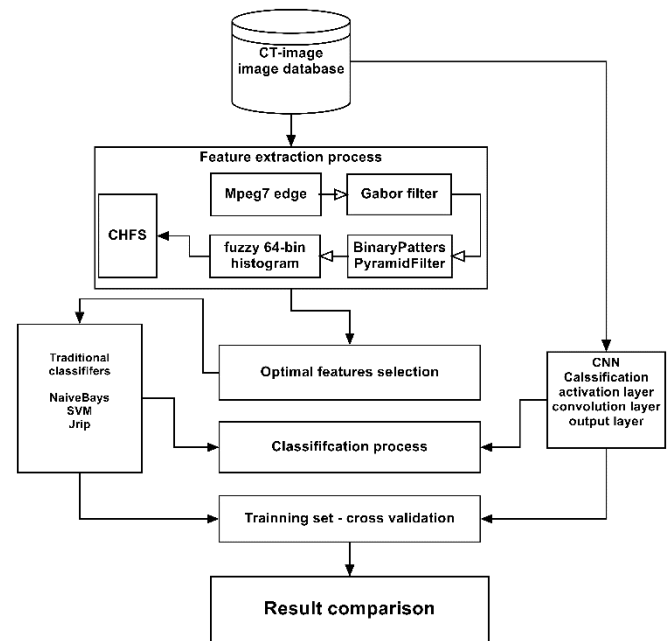 CT-image
image database
Feature extraction process
Mpeg7 edge
Gabor filter
CHFS
fuzzy 64-bin
histogram
BinaryPatters
PyramidFilter
Traditional
classififers
NaiveBays
SVM
Jrip
Optimal features selection
CNN
Calssification
activation layer
convolution layer
output layer
Classififcation process
Trainning set - cross validation
Result comparison